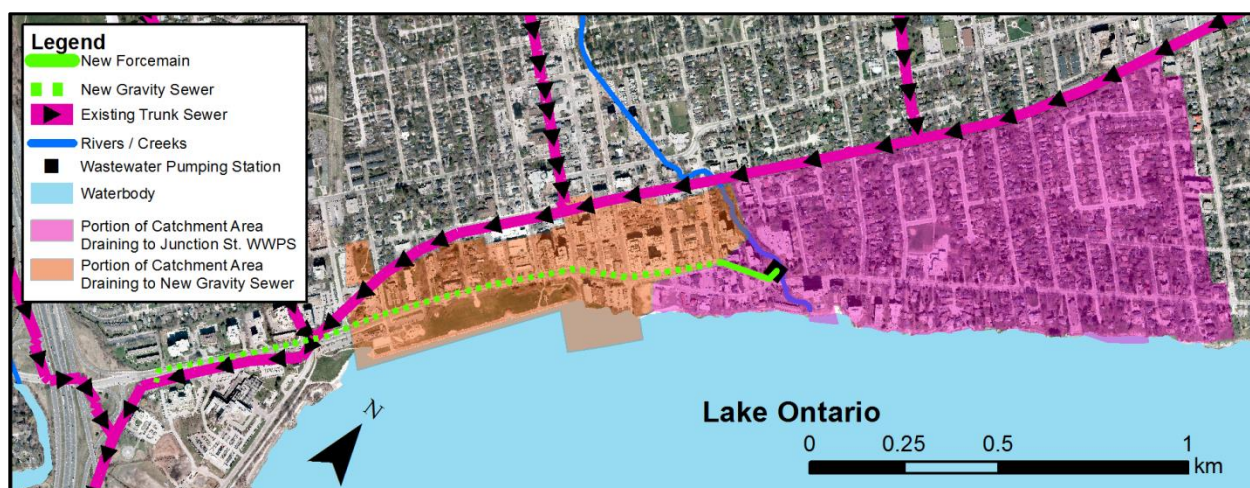 Legend
New Forcemain
New Gravity Sewer
Existing Trunk Sewer
Rivers / Creeks
Wastewater Pumping Station
Waterbody
Portion of Catchment Area
Draining to Junction St. WWPS
Portion of Catchment Area
Draining to New Gravity Sewer
N
Lake Ontario
0 0.25 0.5 1
km